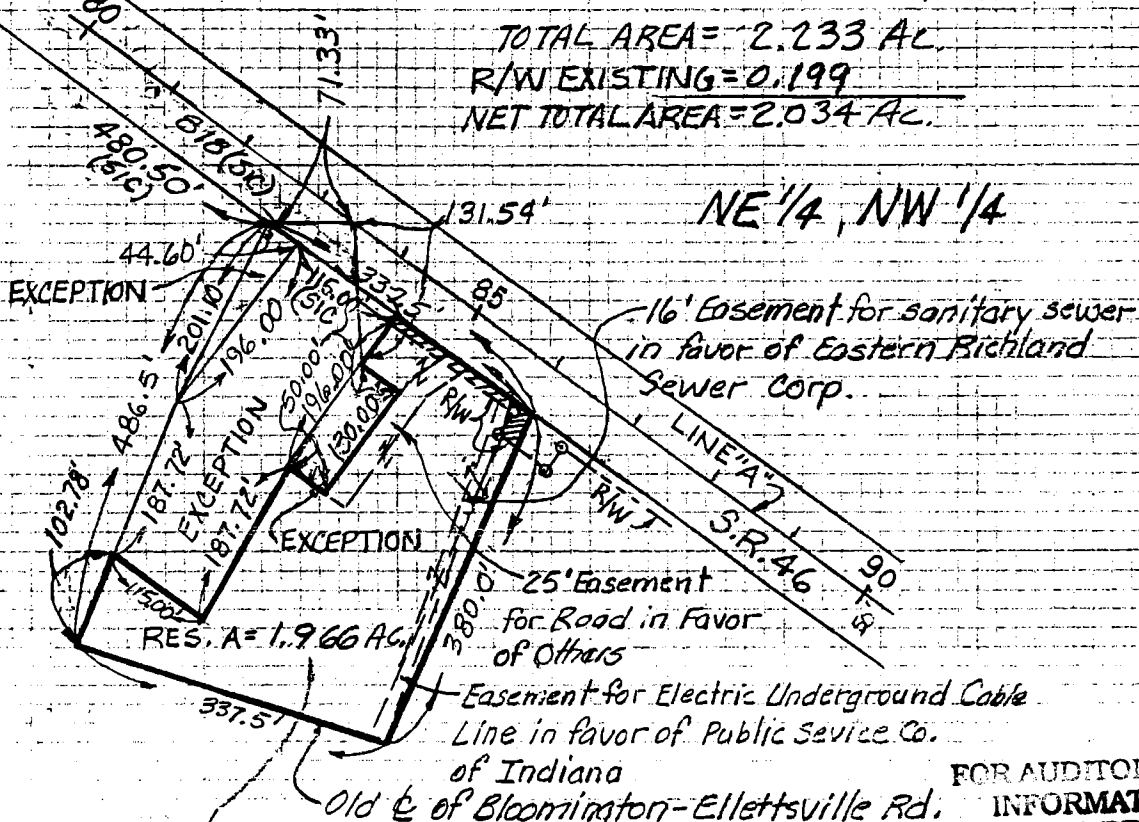 TOTAL AREA= 2.233 Ac.
R/W EXISTING=0.199
NET TOTAL AREA=2.034 Ac.
NE 1/4, NW 1/4
80
71.33'
818 (SIC)
480.50'
(SIC)
131.54'
44.60'
EXCEPTION
115.0'
(SIC
332.5'
85
201.10
196.00
486.5'
50.00'
196.00
130.00'
R/W
16' Easement for sanitary sewer
in favor of Eastern Richland
Sewer Corp.
LINE "A"
S.R. 46
R/W
90
187.72'
EXCEPTION
187.72'
EXCEPTION
102.78'
115.00'
RES. A= 1.966 AC.
380.0'
337.5'
25' Easement
for Road in Favor
of Others
Easement for Electric Underground Cable
Line in favor of Public Sevice Co.
of Indiana
Old ℄ of Bloomington-Ellettsville Rd.
FOR AUDITOR
INFORMAT